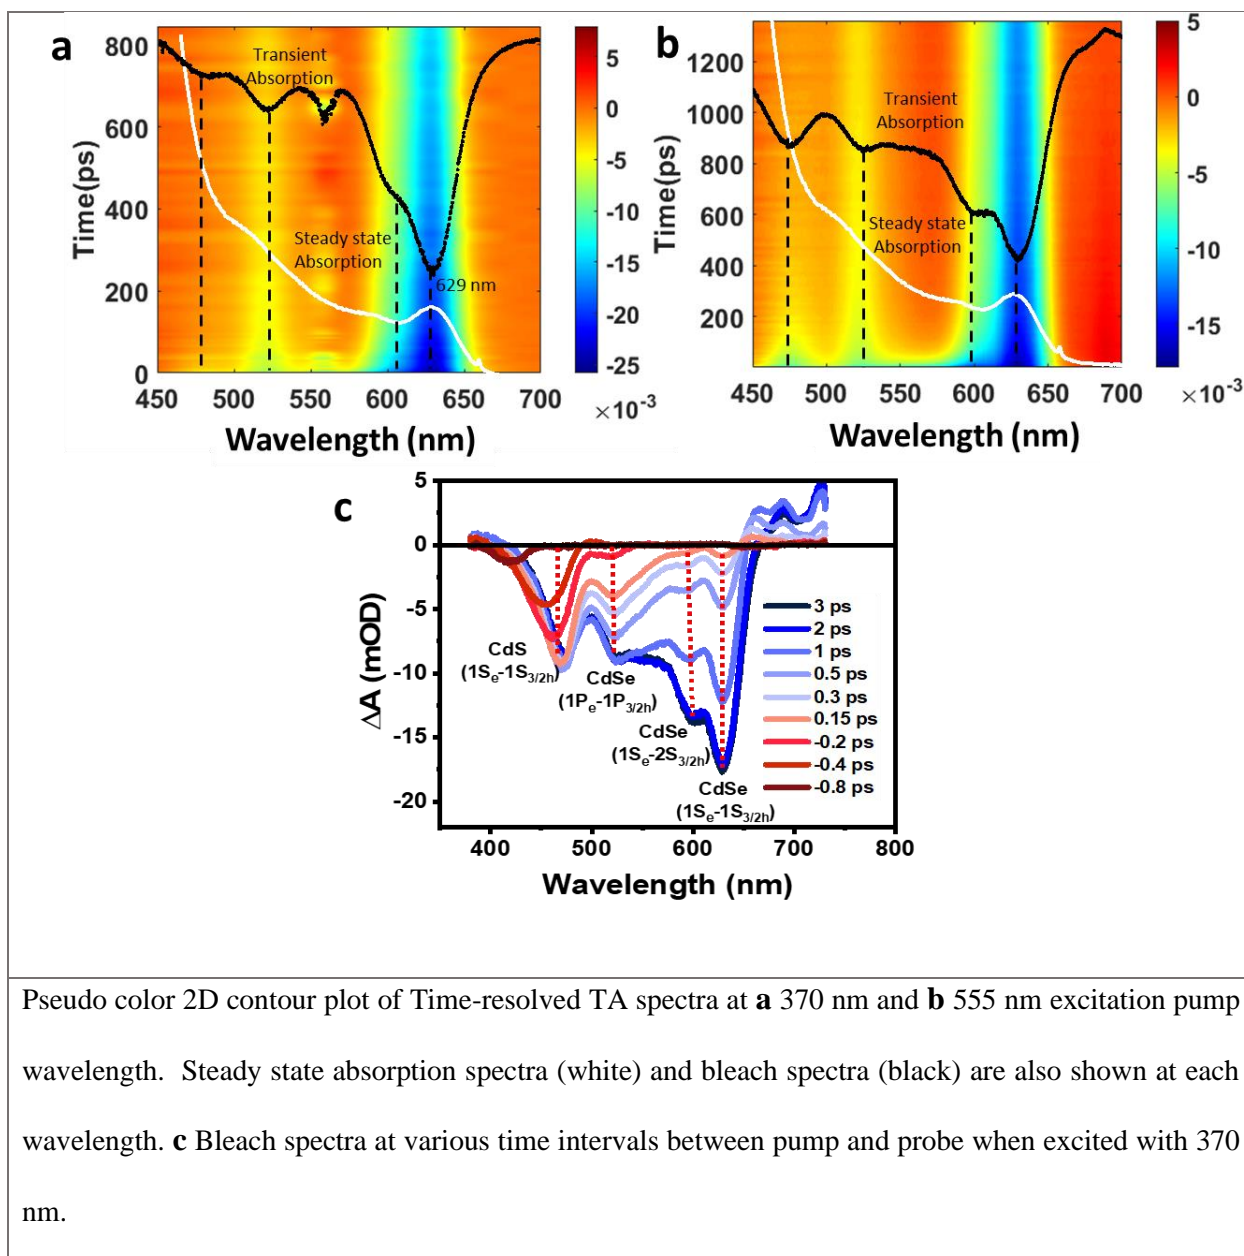 a
Time(ps)
800
600
400
200
0
Transient
Absorption
Steady state
Absorption
629 nm
450 500 550 600 650 700
Wavelength (nm)
5
0
-5
-10
-15
-20
-25
×10-3
b
Time(ps)
1200
1000
800
600
400
200
Transient
Absorption
Steady state
Absorption
450 500 550 600 650 700
Wavelength (nm)
5
0
-5
-10
-15
×10-3
c
ΔA (mOD)
5
0
-5
-10
-15
-20
CdS
(1Se-1S3/2h)
CdSe
(1Pe-1P3/2h)
CdSe
(1Se-2S3/2h)
CdSe
(1Se-1S3/2h)
3 ps
2 ps
1 ps
0.5 ps
0.3 ps
0.15 ps
-0.2 ps
-0.4 ps
-0.8 ps
400 500 600 700 800
Wavelength (nm)
Pseudo color 2D contour plot of Time-resolved TA spectra at a 370 nm and b 555 nm excitation pump
wavelength. Steady state absorption spectra (white) and bleach spectra (black) are also shown at each
wavelength. c Bleach spectra at various time intervals between pump and probe when excited with 370
nm.